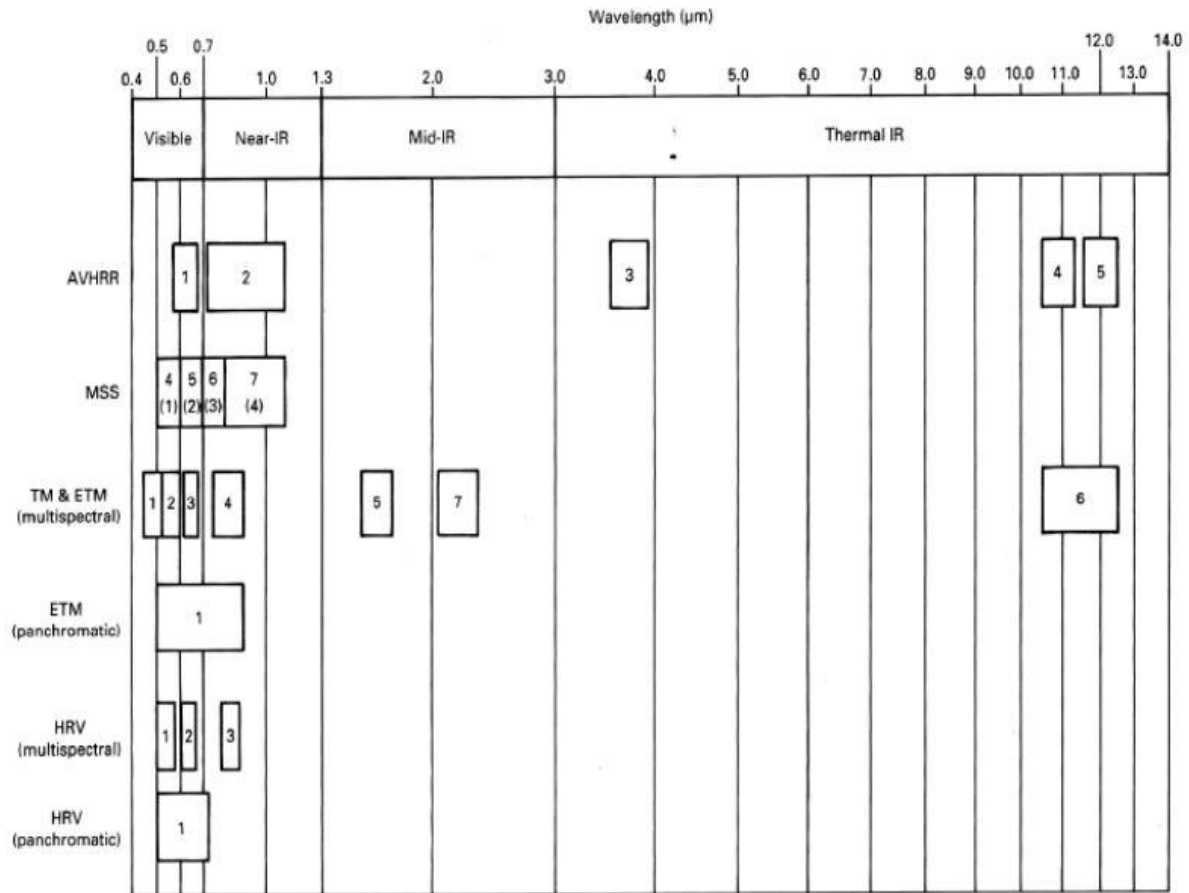 Wavelength (μm)
0.5 0.7 12.0 14.0
0.4 0.6 1.0 1.3 2.0 3.0 4.0 5.0 6.0 7.0 8.0 9.0 10.0 11.0 13.0
Visible Near-IR Mid-IR Thermal IR
AVHRR 1 2 3 4 5
MSS 4 5 6 7
(1) (2) (3) (4)
TM & ETM
(multispectral) 1 2 3 4 5 7 6
ETM
(panchromatic) 1
HRV
(multispectral) 1 2 3
HRV
(panchromatic) 1